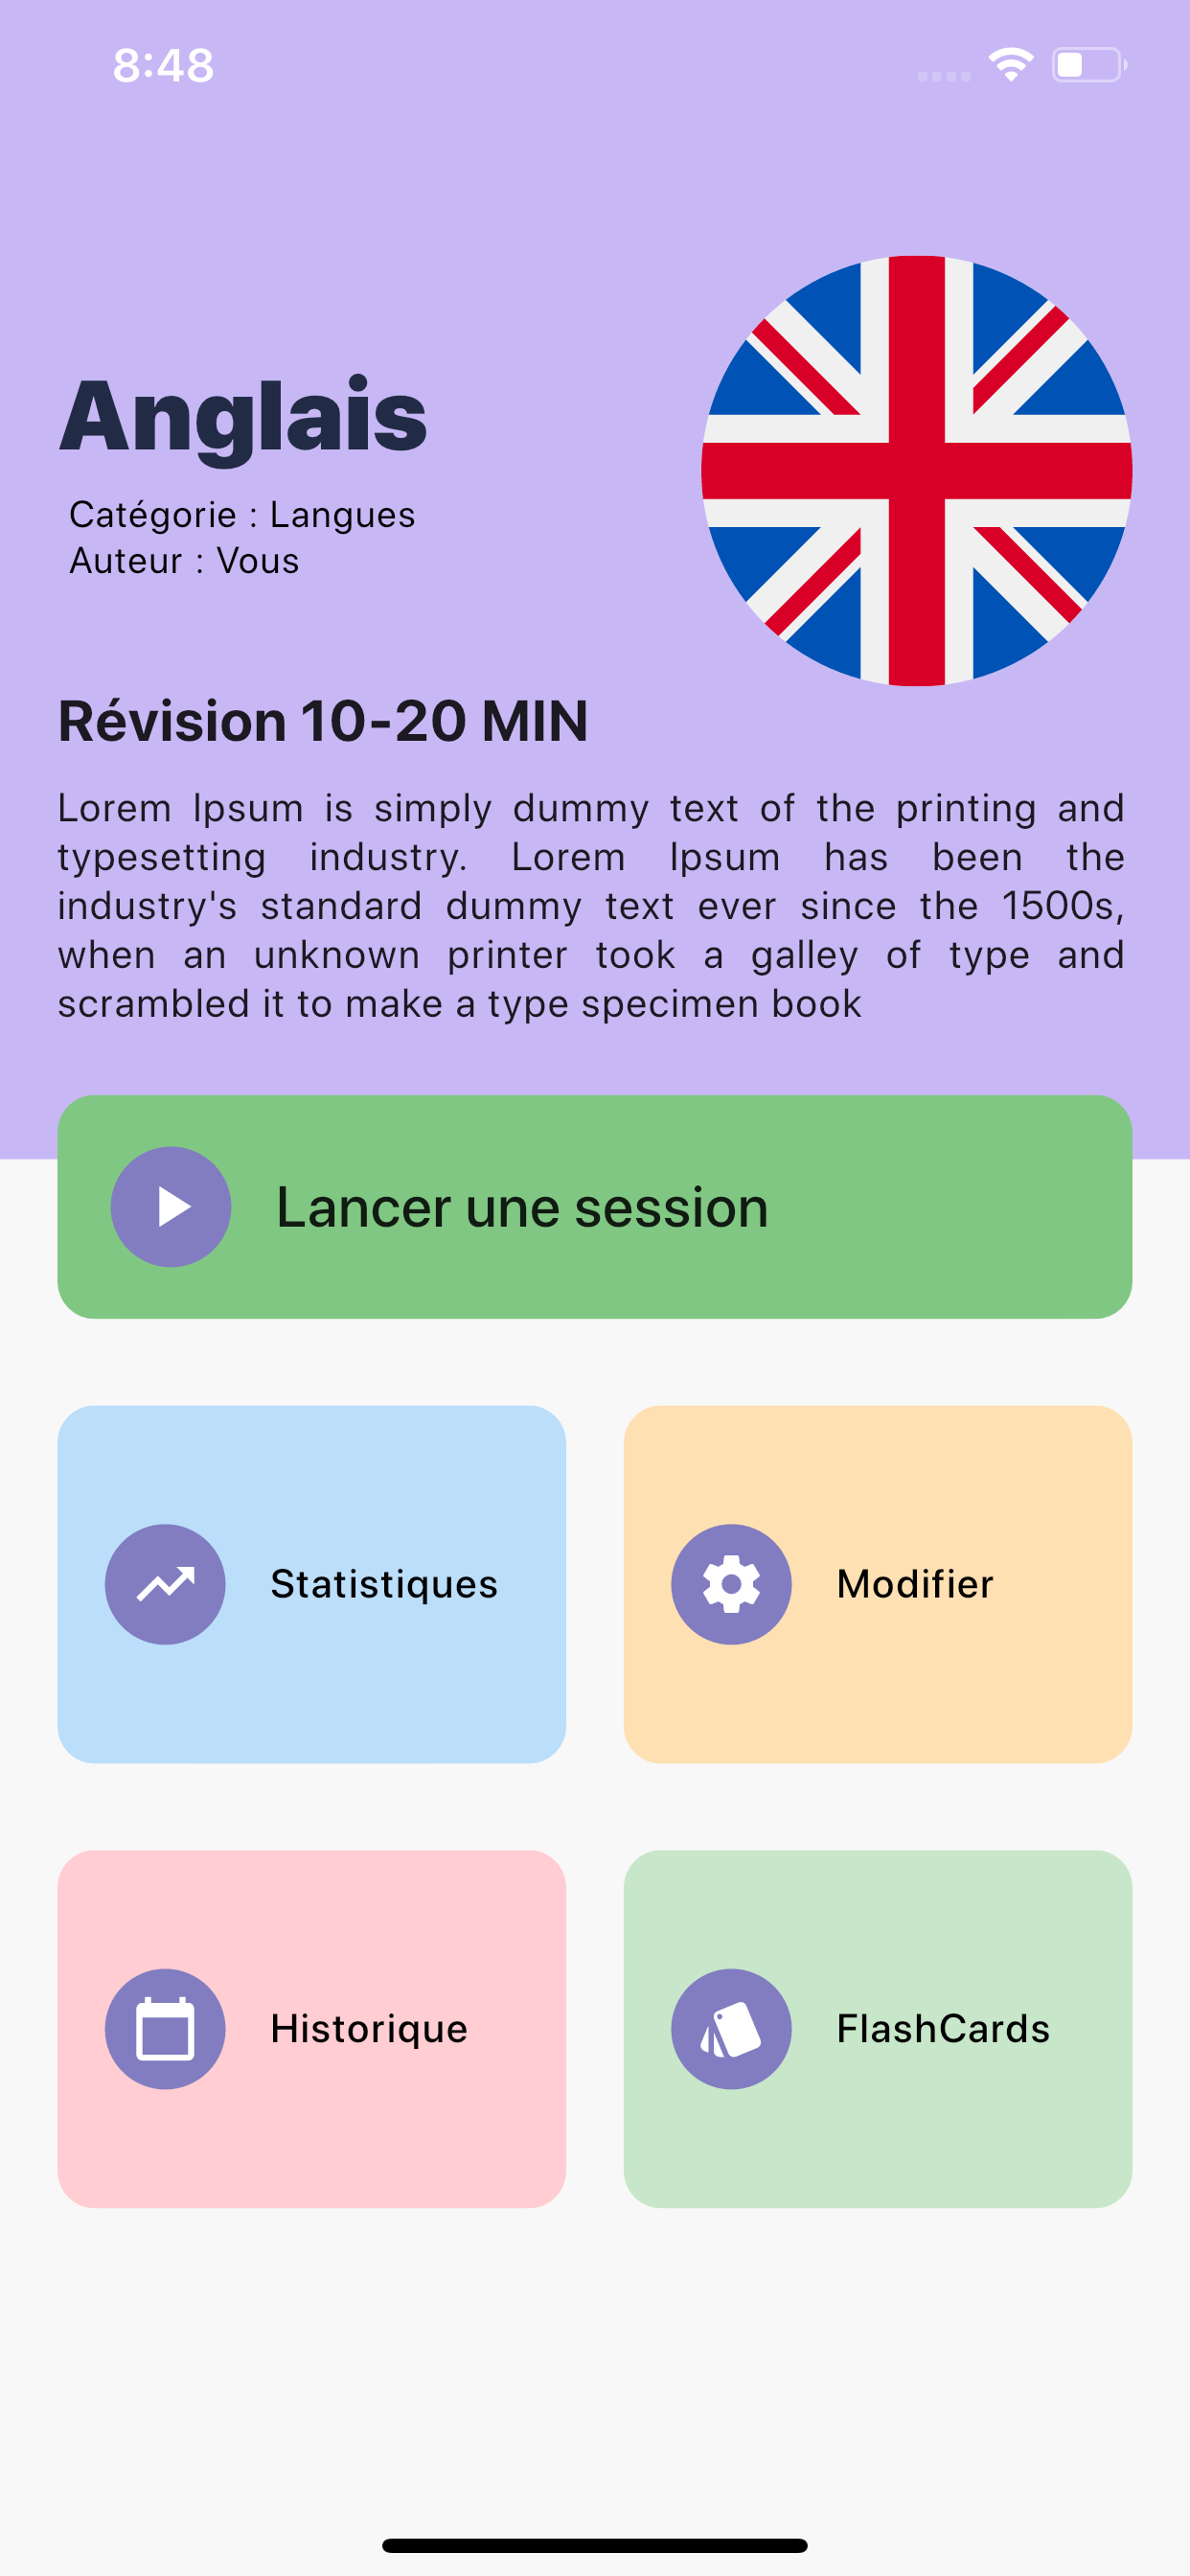 8:48
Anglais
Catégorie : Langues
Auteur : Vous
Révision 10-20 MIN
Lorem Ipsum is simply dummy text of the printing and
typesetting industry. Lorem Ipsum has been the
industry's standard dummy text ever since the 1500s,
when an unknown printer took a galley of type and
scrambled it to make a type specimen book
Lancer une session
Statistiques
Modifier
Historique
FlashCards